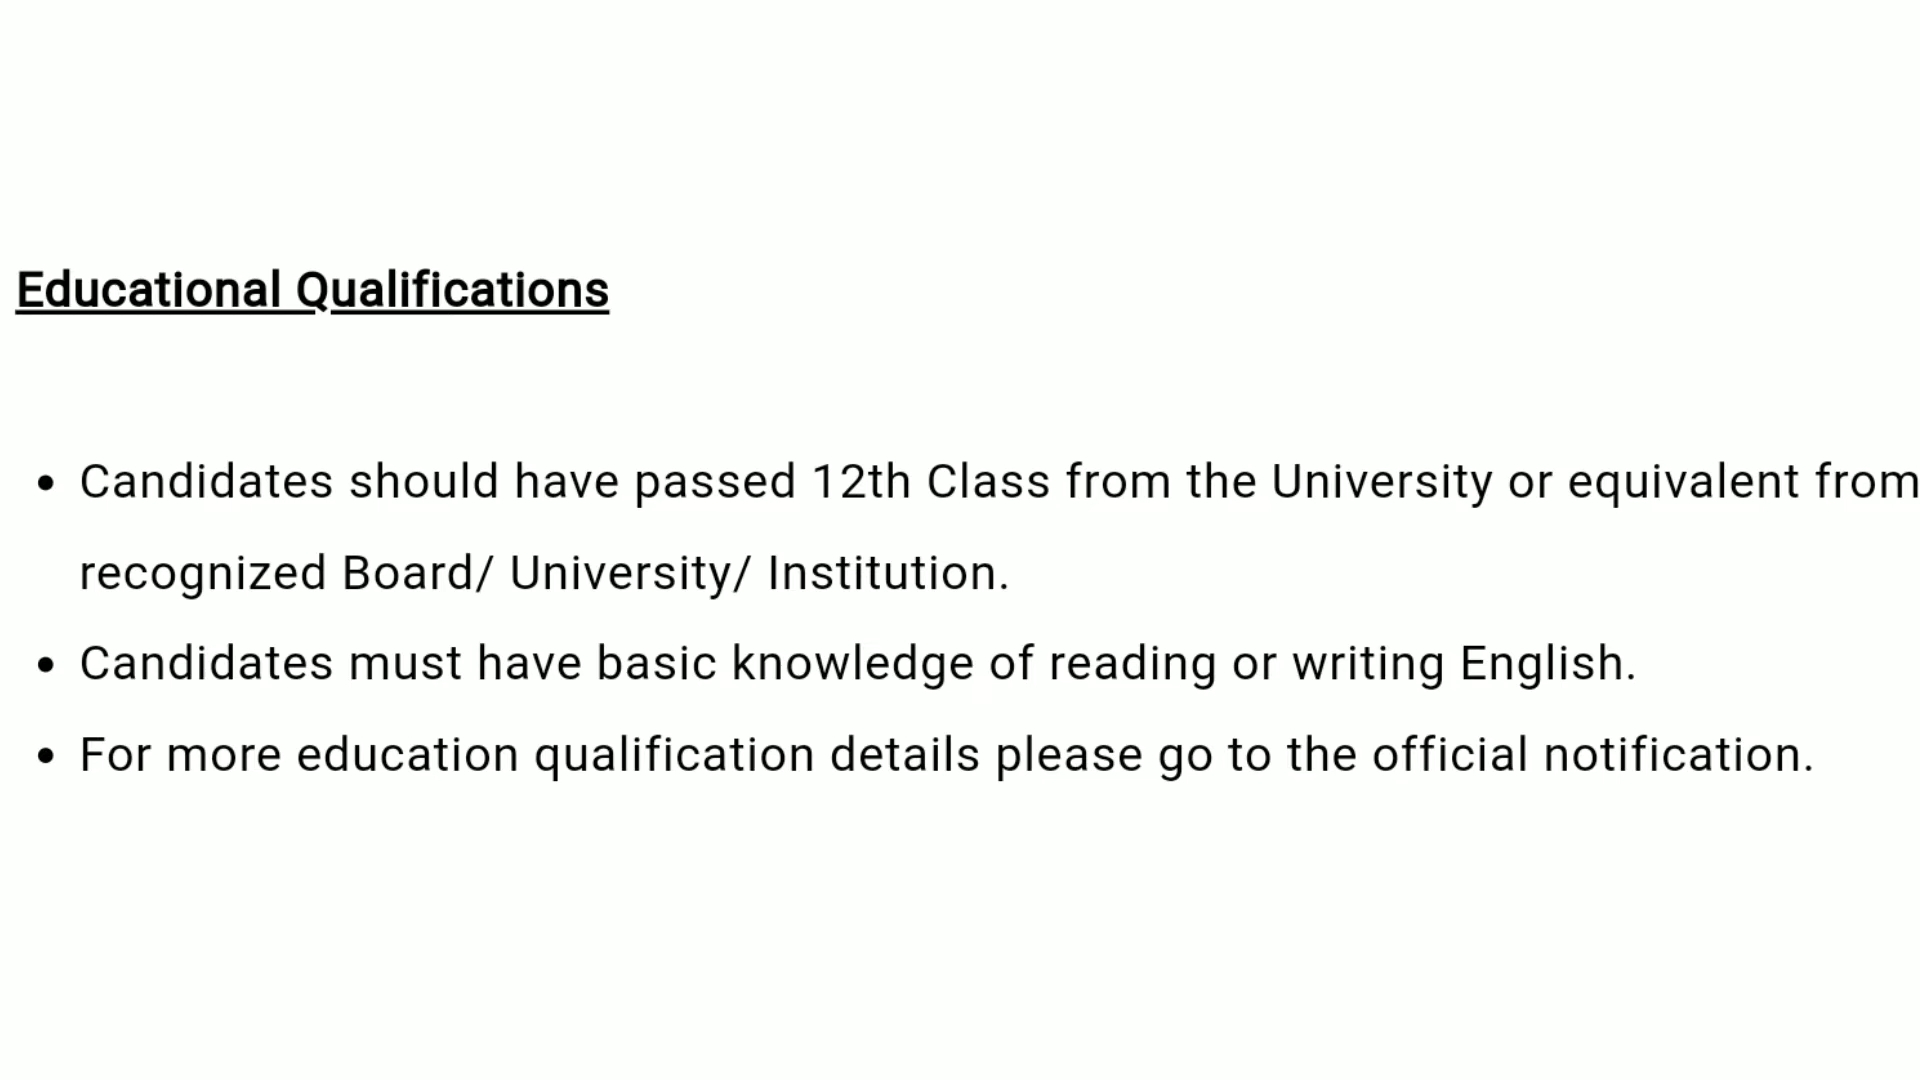 Educational Qualifications
• Candidates should have passed 12th Class from the University or equivalent from
recognized Board/ University/ Institution.
• Candidates must have basic knowledge of reading or writing English.
• For more education qualification details please go to the official notification.